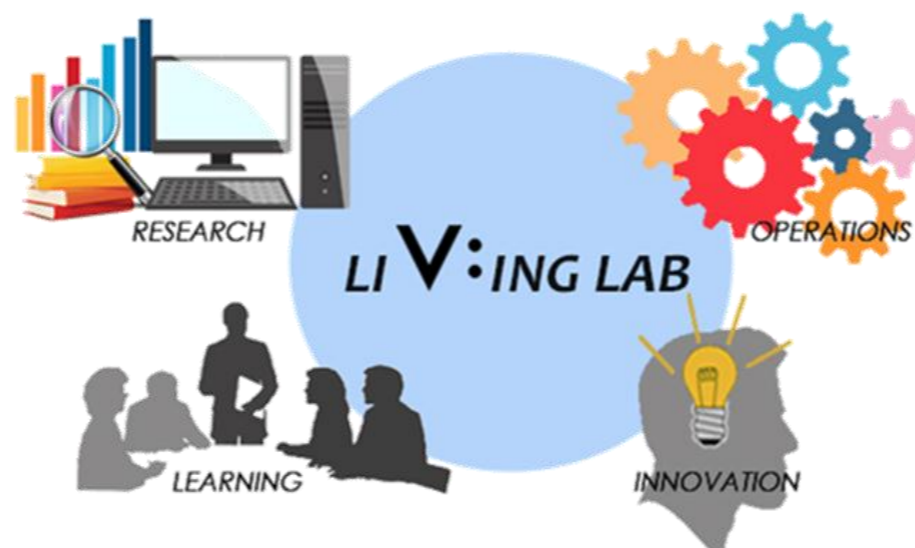 RESEARCH
OPERATIONS
LIV:ING LAB
LEARNING
INNOVATION